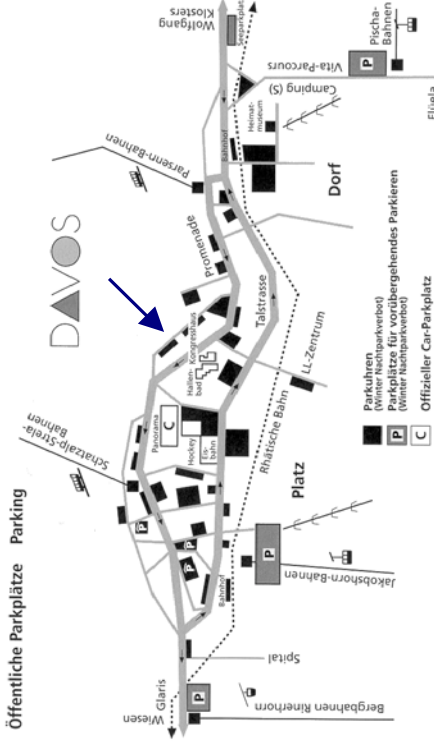 Öffentliche Parkplätze Parking
DAVOS
Wolfgang
Klosters
Seeparkplatz
Pischa-
Bahnen
Vita-Parcours
P
Camping (S)
Flüela
Heimat-
museum
Bahnhof
Dorf
Parsenn-Bahnen
Promenade
Kongresshaus
Hallen-
bad
Talstrasse
LL-Zentrum
Rhätische Bahn
Schatzalp-Strela-
Bahnen
Panorama
C
Hockey
Eis-
bahn
Platz
P
P
P
P
Jakobshorn-Bahnen
Bahnhof
Spital
Glaris
Wiesen
P
Bergbahnen Rinerhorn
Parkuhren
(Winter Nachtparkverbot)
P
Parkplätze für vorübergehendes Parkieren
(Winter Nachtparkverbot)
C
Offizieller Car-Parkplatz